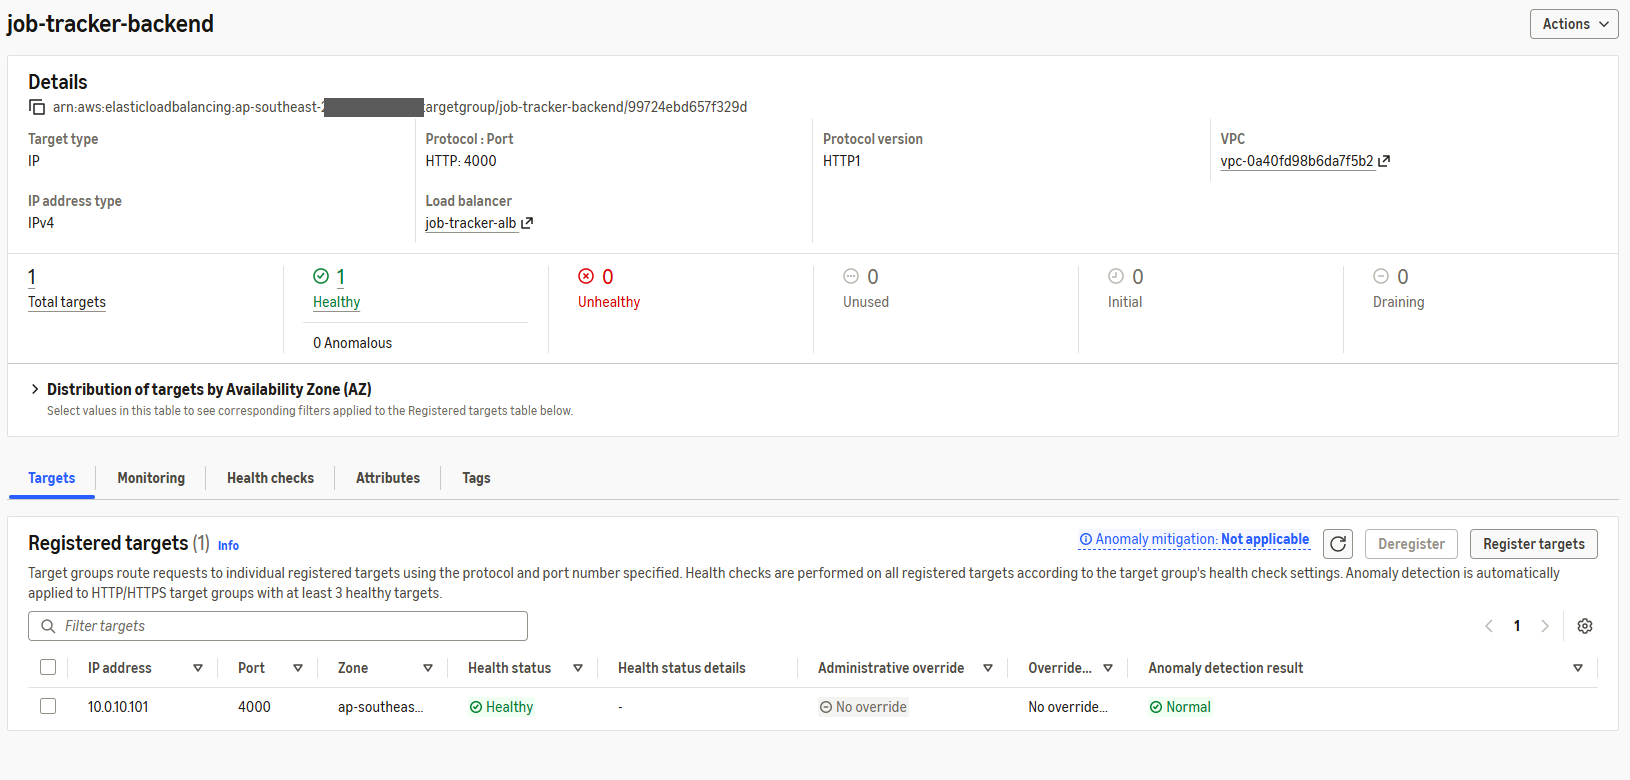 job-tracker-backend
Actions
Details
arn:aws:elasticloadbalancing:ap-southeast- targetgroup/job-tracker-backend/99724ebd657f329d
Target type
IP
Protocol : Port
HTTP: 4000
Protocol version
HTTP1
VPC
vpc-0a40fd98b6da7f5b2
IP address type
IPv4
Load balancer
job-tracker-alb
1
Total targets
1
Healthy
0 Anomalous
0
Unhealthy
0
Unused
0
Initial
0
Draining
Distribution of targets by Availability Zone (AZ)
Select values in this table to see corresponding filters applied to the Registered targets table below.
Targets Monitoring Health checks Attributes Tags
Registered targets (1) Info
Anomaly mitigation: Not applicable
Deregister
Register targets
Target groups route requests to individual registered targets using the protocol and port number specified. Health checks are performed on all registered targets according to the target group's health check settings. Anomaly detection is automatically
applied to HTTP/HTTPS target groups with at least 3 healthy targets.
Filter targets
1
IP address Port Zone Health status Health status details Administrative override Override... Anomaly detection result
10.0.10.101 4000 ap-southeas... Healthy - No override No override... Normal